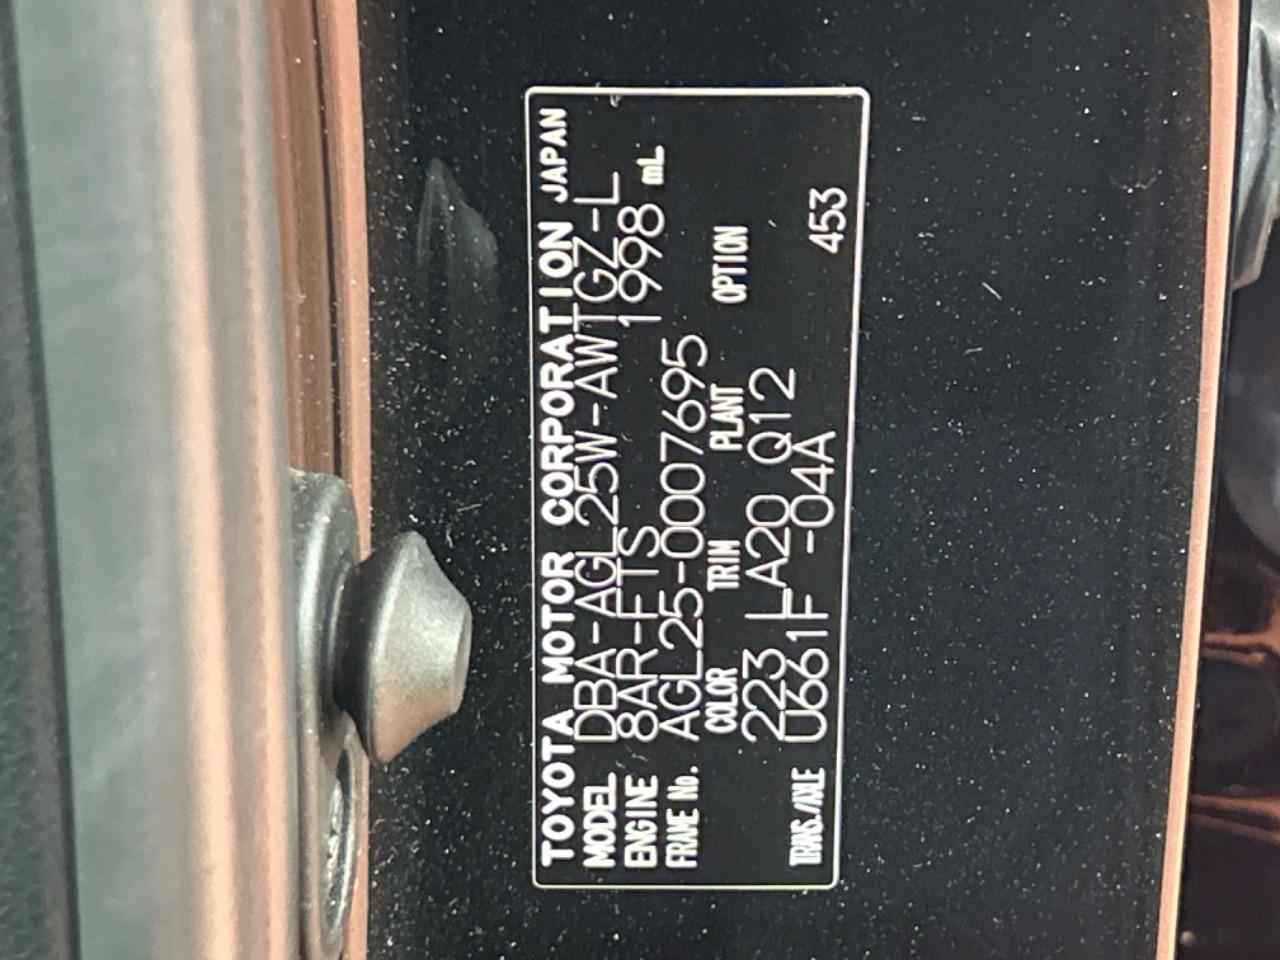 TOYOTA MOTOR CORPORATION JAPAN
MODEL DBA-AGL25W-AWTGZ-L
ENGINE 8AR-FTS 1998 mL
FRAME No. AGL25-0007695
COLOR TRIM PLANT OPTION
223 LA20 Q12
TRANS./AXLE U661F -04A 453